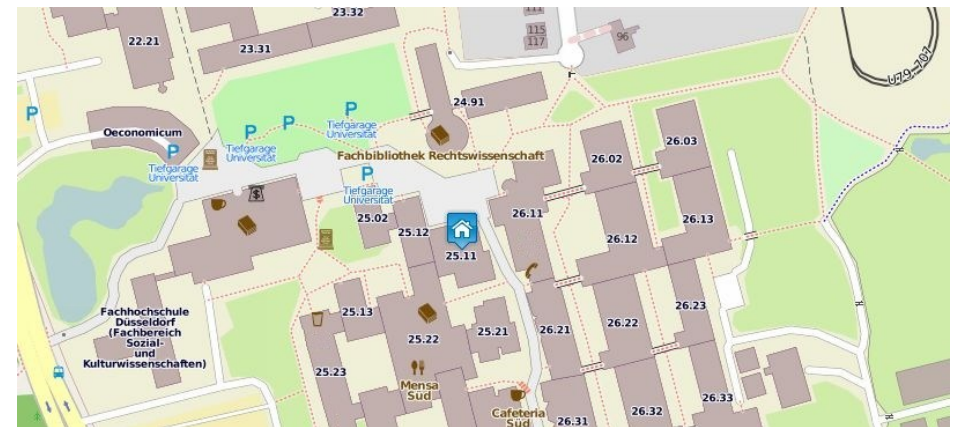 23.32
111
115
117
96
22.21
23.31
U79, 707
P
24.91
P
P
Tiefgarage
Universität
P
Tiefgarage
Universität
Oeconomicum
26.03
26.02
P
Tiefgarage
Universität
Fachbibliothek Rechtswissenschaft
P
Tiefgarage
Universität
25.02
26.11
26.13
25.12
26.12
25.11
Fachhochschule
Düsseldorf
(Fachbereich
Sozial-
und
Kulturwissenschaften)
25.13
26.23
26.22
25.21
26.21
25.22
25.23
Mensa
Süd
26.33
26.32
Cafeteria
Süd
26.31